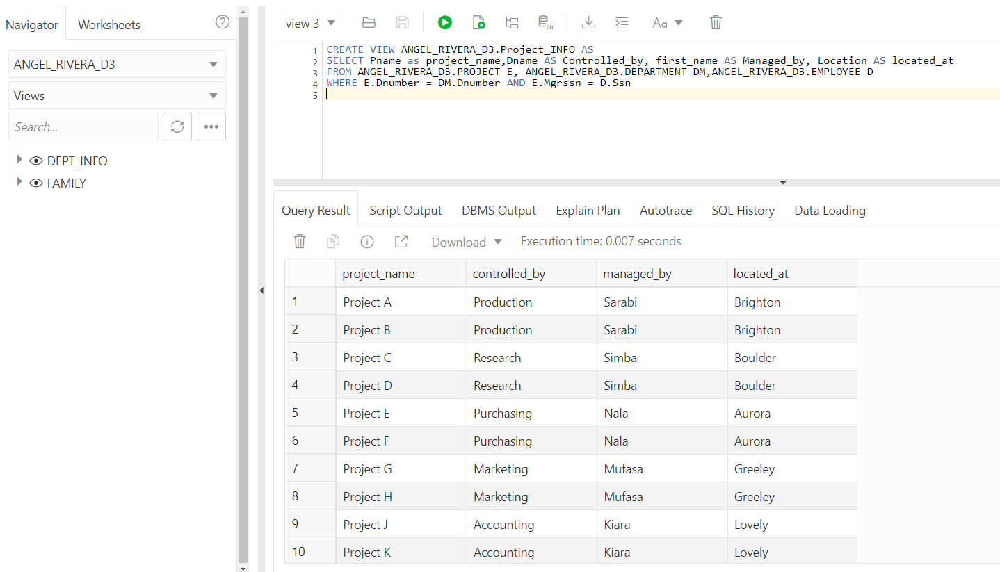 Navigator Worksheets
ANGEL_RIVERA_D3
Views
Search...
DEPT_INFO
FAMILY
view 3
Aa
1 CREATE VIEW ANGEL_RIVERA_D3.Project_INFO AS
2 SELECT Pname as project_name,Dname AS Controlled_by, first_name AS Managed_by, Location AS located_at
3 FROM ANGEL_RIVERA_D3.PROJECT E, ANGEL_RIVERA_D3.DEPARTMENT DM,ANGEL_RIVERA_D3.EMPLOYEE D
4 WHERE E.Dnumber = DM.Dnumber AND E.Mgrssn = D.Ssn
5
Query Result Script Output DBMS Output Explain Plan Autotrace SQL History Data Loading
Download Execution time: 0.007 seconds
project_name controlled_by managed_by located_at
1 Project A Production Sarabi Brighton
2 Project B Production Sarabi Brighton
3 Project C Research Simba Boulder
4 Project D Research Simba Boulder
5 Project E Purchasing Nala Aurora
6 Project F Purchasing Nala Aurora
7 Project G Marketing Mufasa Greeley
8 Project H Marketing Mufasa Greeley
9 Project J Accounting Kiara Lovely
10 Project K Accounting Kiara Lovely